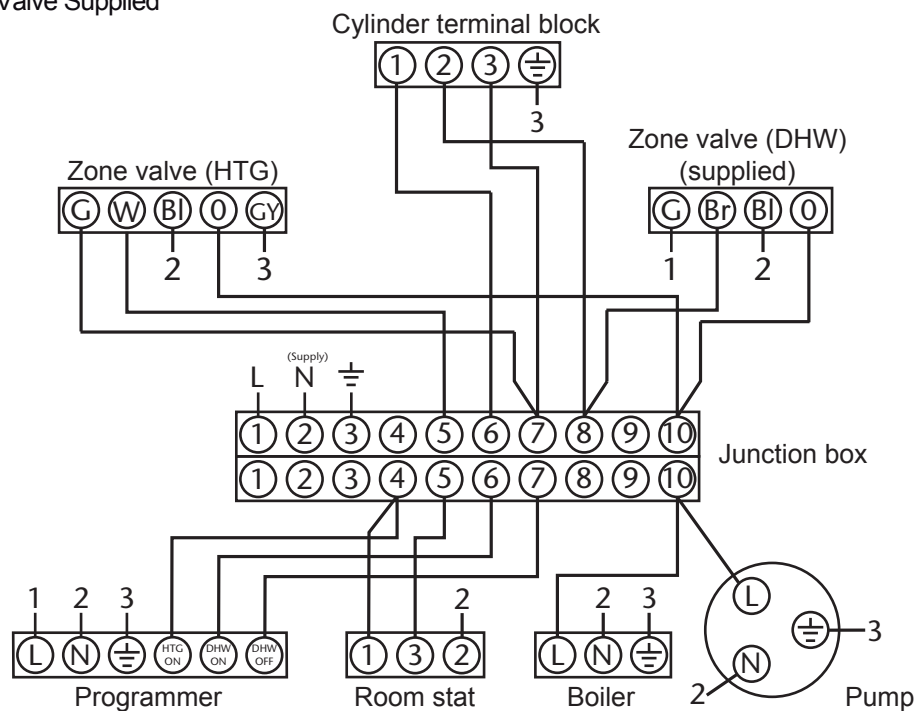 Valve Supplied
Cylinder terminal block
1 2 3
3
Zone valve (DHW)
(supplied)
Zone valve (HTG)
G W Bl 0 GY
G Br Bl 0
2 3
1 2
(Supply)
L N
1 2 3 4 5 6 7 8 9 10
Junction box
1 2 3 4 5 6 7 8 9 10
1 2 3
2
2 3
L N HTG ON DHW ON DHW OFF
1 3 2
L N
L
3
N
2
Programmer
Room stat
Boiler
Pump